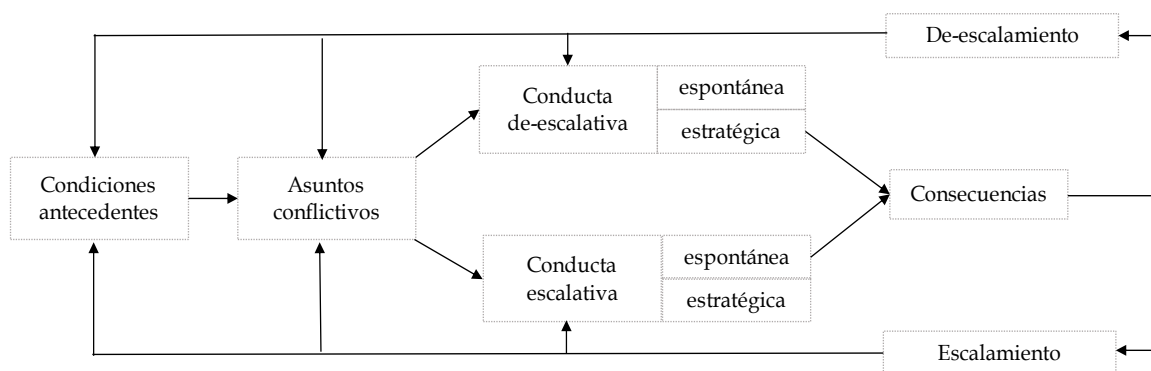 De-escalamiento
Conducta
de-escalativa
espontánea
estratégica
Condiciones
antecedentes
Asuntos
conflictivos
Consecuencias
Conducta
escalativa
espontánea
estratégica
Escalamiento